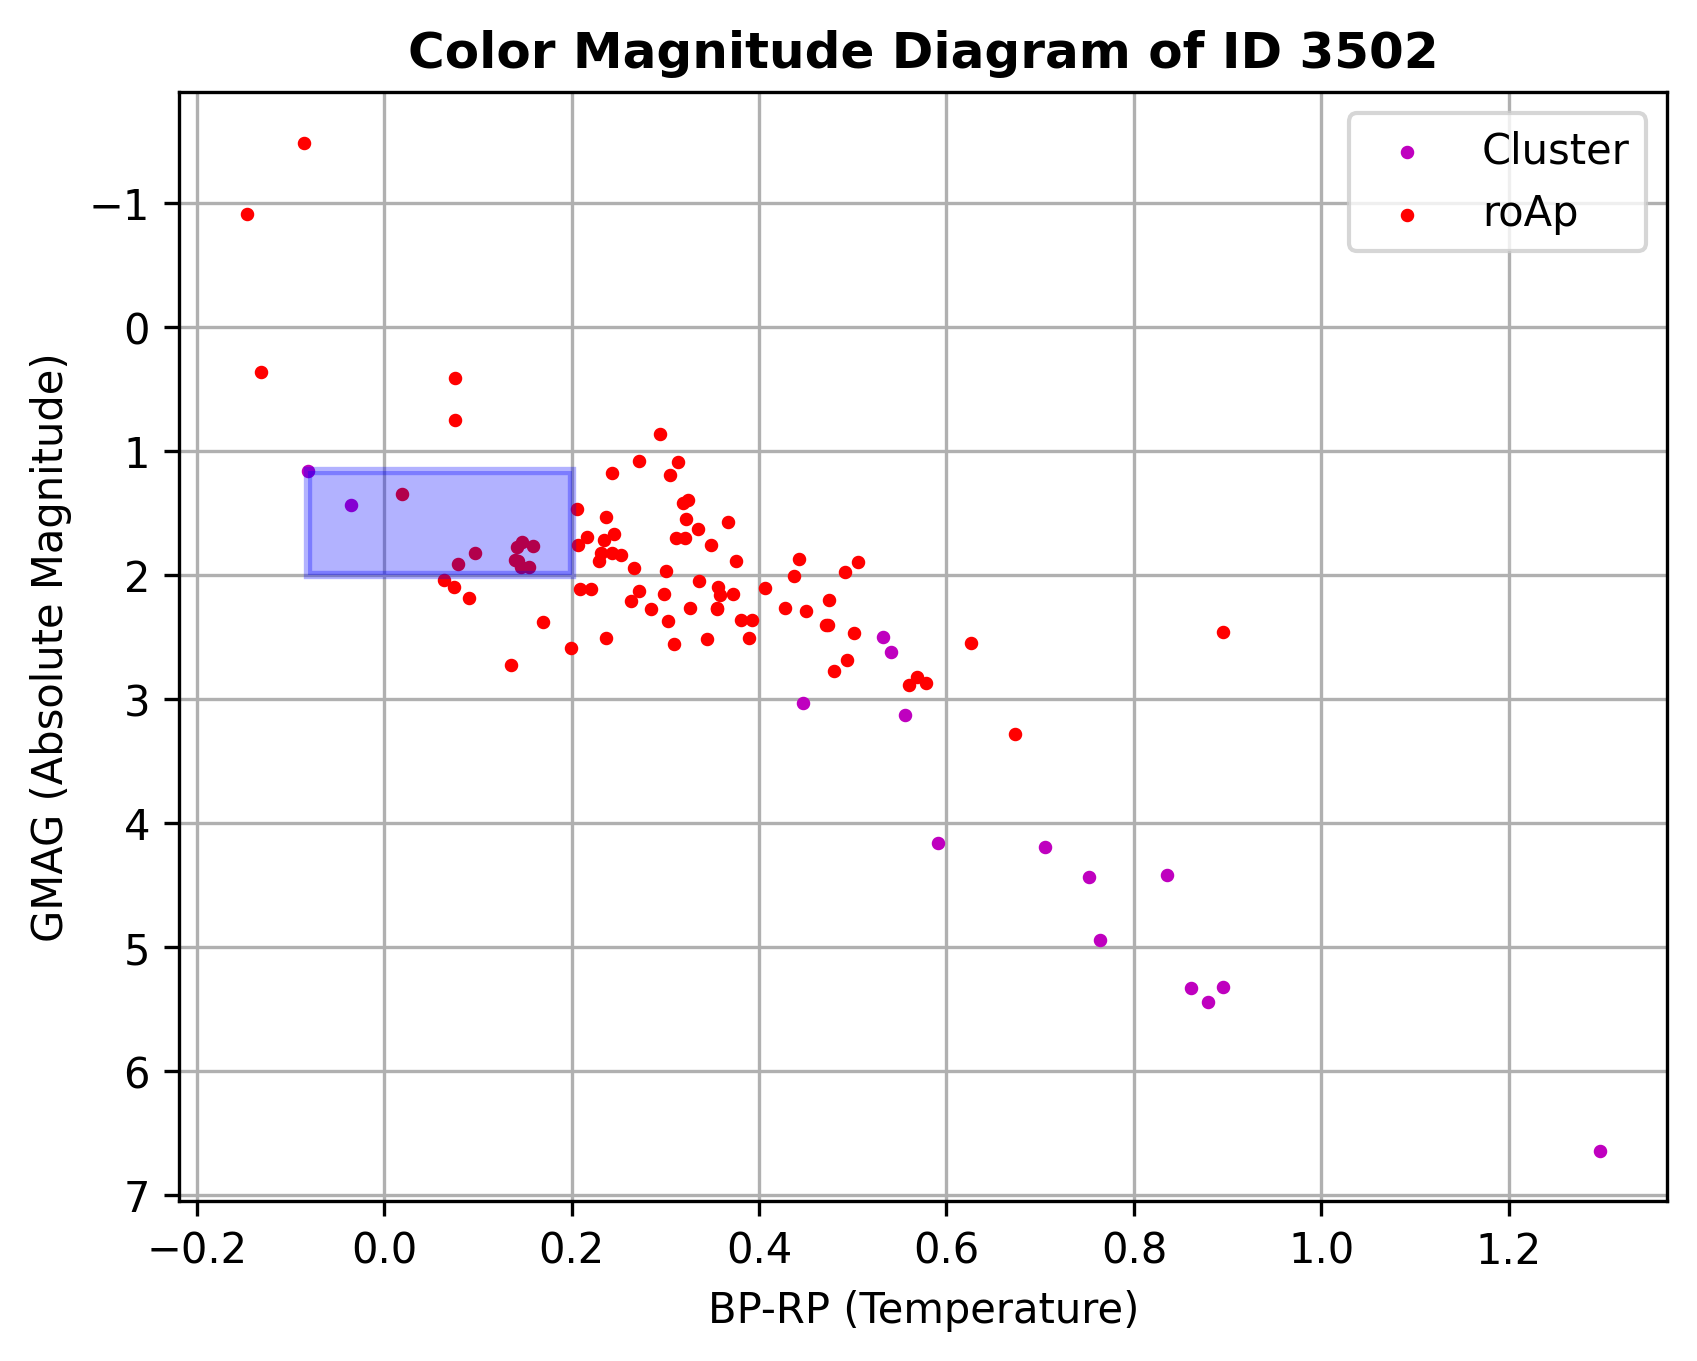 Color Magnitude Diagram of ID 3502
Cluster
roAp
GMAG (Absolute Magnitude)
−1
0
1
2
3
4
5
6
7
−0.2 0.0 0.2 0.4 0.6 0.8 1.0 1.2
BP-RP (Temperature)